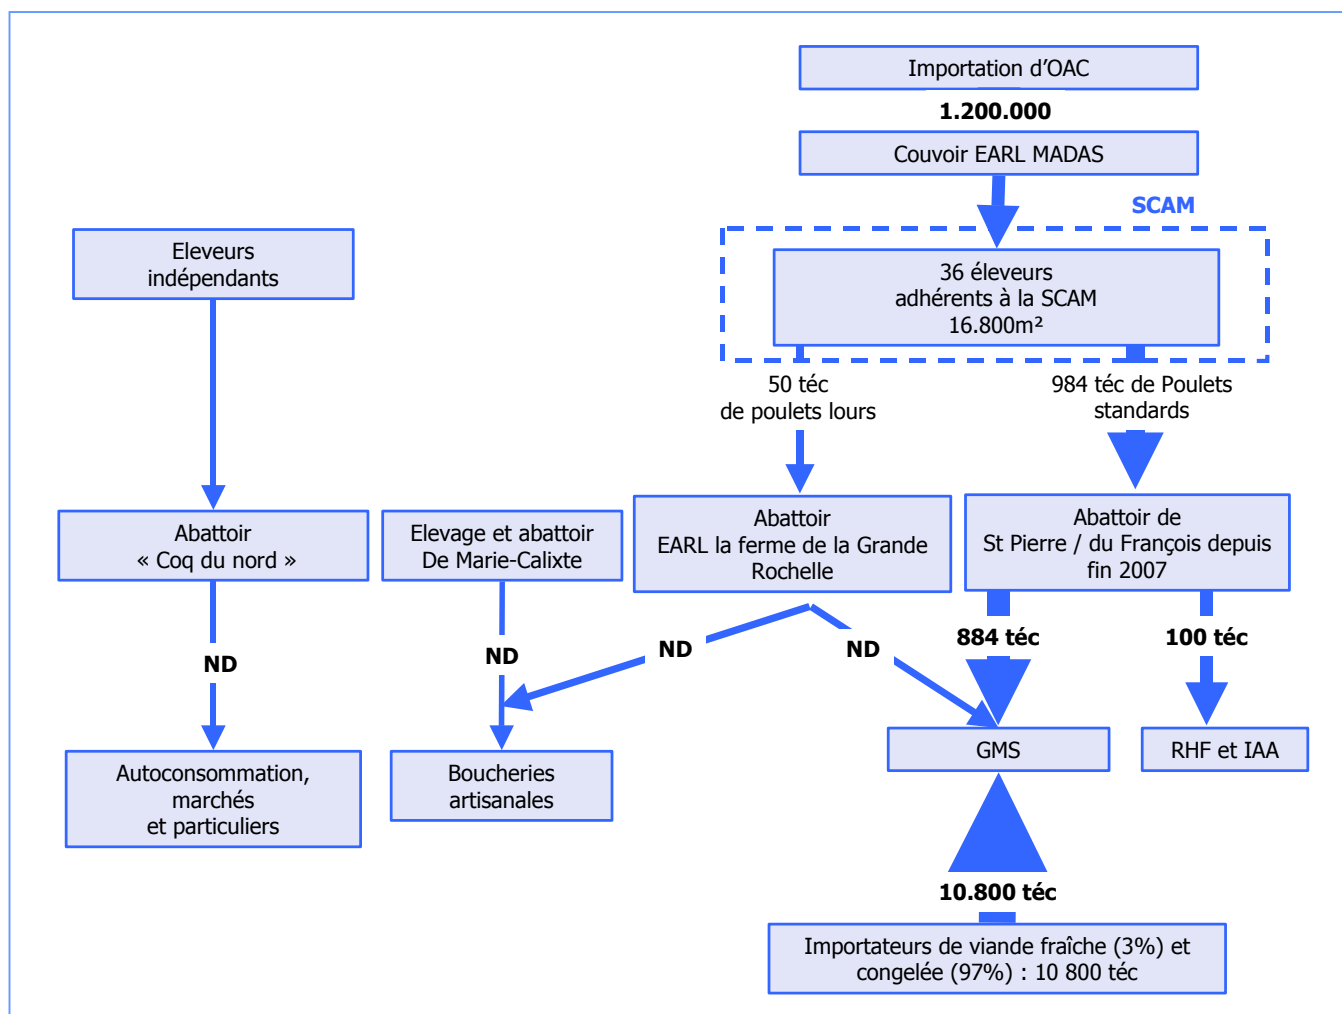 Importation d'OAC
1.200.000
Couvoir EARL MADAS
SCAM
Eleveurs
indépendants
36 éleveurs
adhérents à la SCAM
16.800m²
50 téc
de poulets lours
984 téc de Poulets
standards
Abattoir
« Coq du nord »
Elevage et abattoir
De Marie-Calixte
Abattoir
EARL la ferme de la Grande
Rochelle
Abattoir de
St Pierre / du François depuis
fin 2007
ND
ND
ND
ND
884 téc
100 téc
Autoconsommation,
marchés
et particuliers
Boucheries
artisanales
GMS
RHF et IAA
10.800 téc
Importateurs de viande fraîche (3%) et
congelée (97%) : 10 800 téc